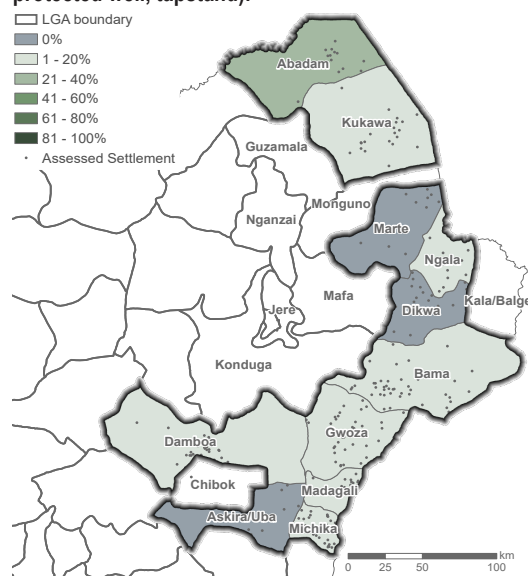 protected well, tapstand).
LGA boundary
0%
1 - 20%
21 - 40%
41 - 60%
61 - 80%
81 - 100%
Assessed Settlement
Abadam
Kukawa
Guzamala
Monguno
Nganzai
Marte
Ngala
Mafa
Kala/Balge
Jere
Dikwa
Konduga
Bama
Gwoza
Damboa
Chibok
Madagali
Askira/Uba
Michika
km
0 25 50 100